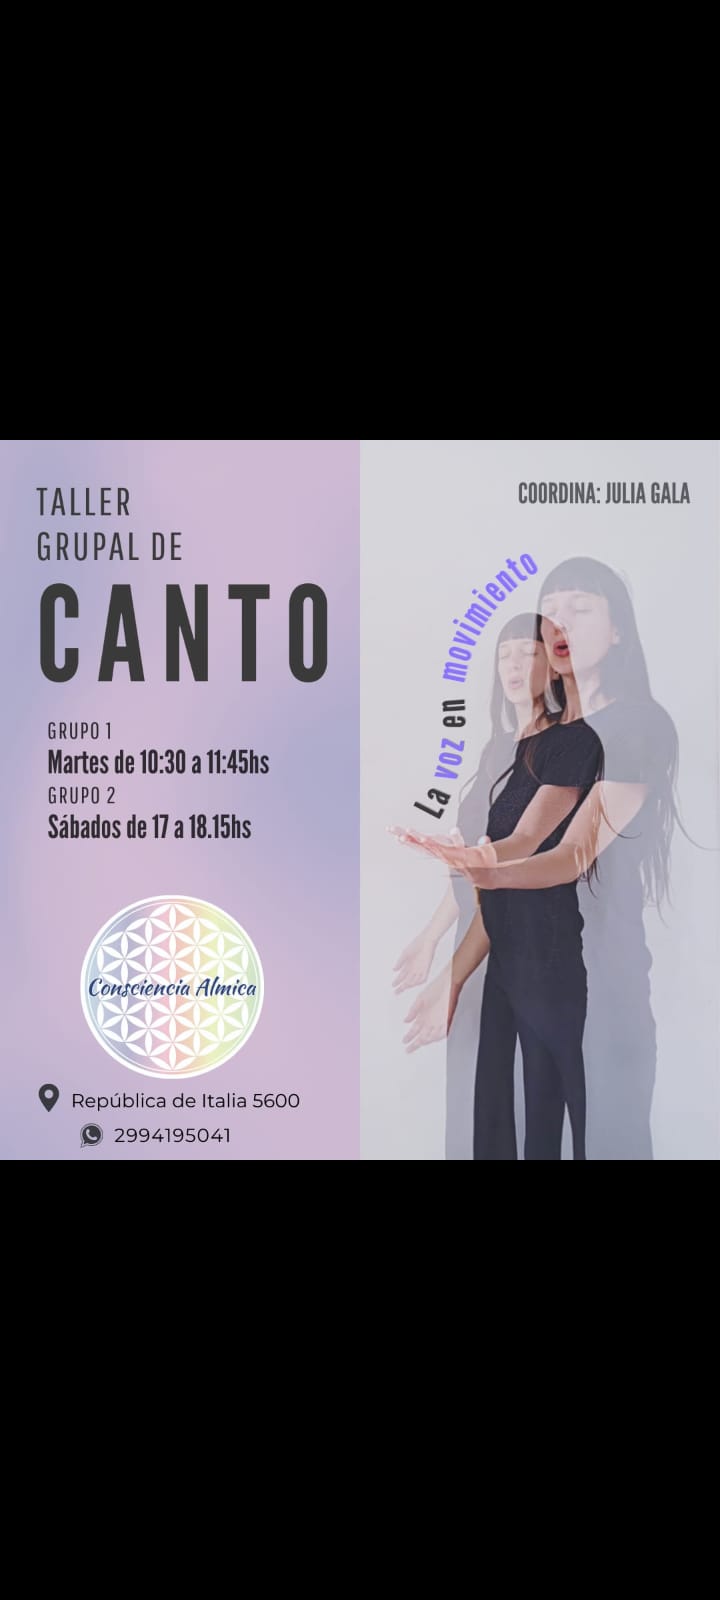 TALLER
GRUPAL DE
CANTO
GRUPO 1
Martes de 10:30 a 11:45hs
GRUPO 2
Sábados de 17 a 18.15hs
Consciencia Almica
República de Italia 5600
2994195041
COORDINA: JULIA GALA
La voz en movimiento